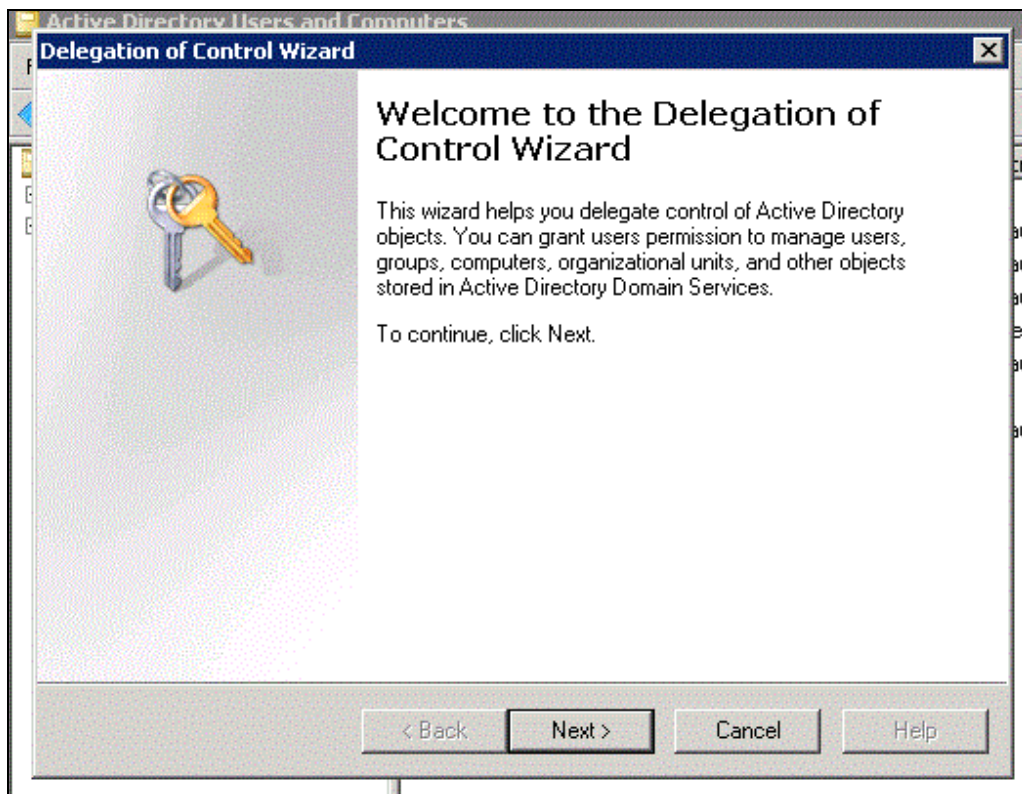 Active Directory Users and Computers
Delegation of Control Wizard
Welcome to the Delegation of
Control Wizard
This wizard helps you delegate control of Active Directory
objects. You can grant users permission to manage users,
groups, computers, organizational units, and other objects
stored in Active Directory Domain Services.
To continue, click Next.
< Back Next > Cancel Help